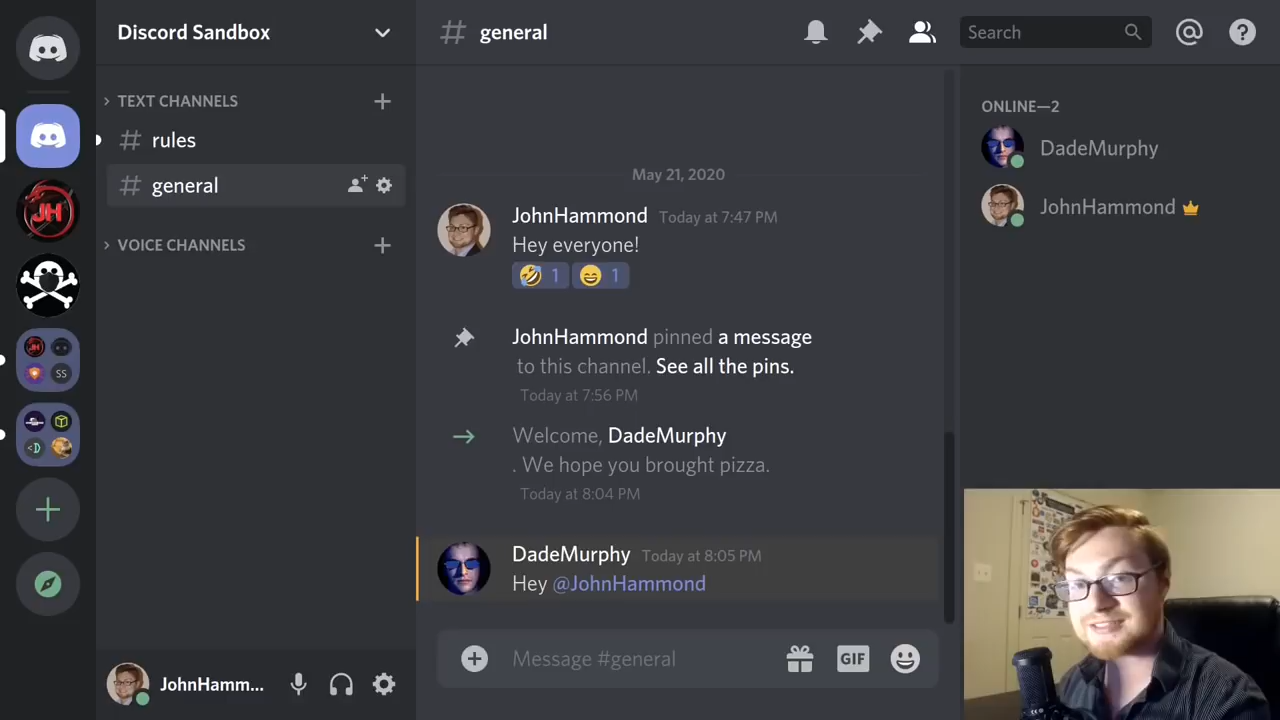 Discord Sandbox
TEXT CHANNELS
rules
general
VOICE CHANNELS
JH
JH
SS
<D
JohnHamm...
# general
Search
May 21, 2020
JohnHammond Today at 7:47 PM
Hey everyone!
1 1
JohnHammond pinned a message
to this channel. See all the pins.
Today at 7:56 PM
Welcome, DadeMurphy
. We hope you brought pizza.
Today at 8:04 PM
DadeMurphy Today at 8:05 PM
Hey @JohnHammond
Message #general
GIF
ONLINE—2
DadeMurphy
JohnHammond